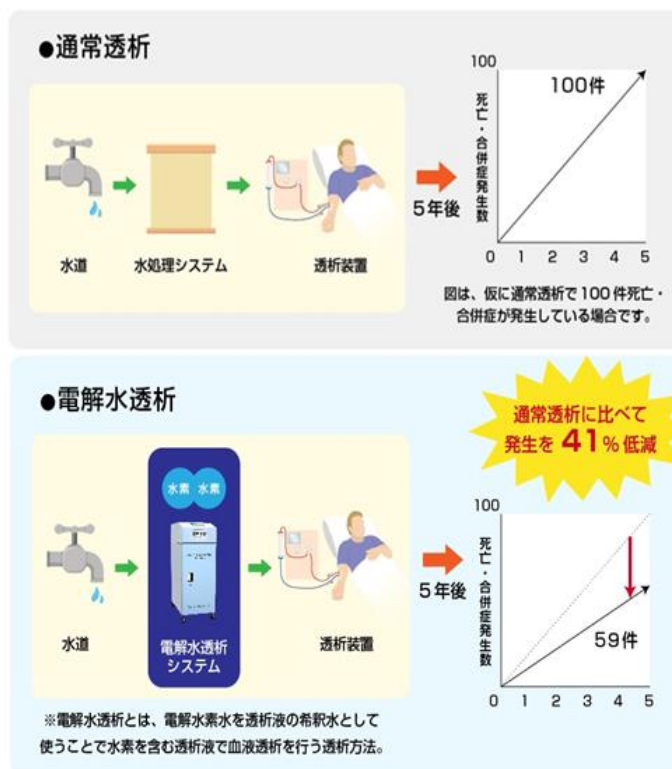 ●通常透析
水道
水処理システム
透析装置
5年後
100
死亡・合併症発生数
100件
0 1 2 3 4 5
図は、仮に通常透析で100件死亡・
合併症が発生している場合です。
●電解水透析
通常透析に比べて
発生を41%低減
水素 水素
水道
電解水透析
システム
透析装置
5年後
100
死亡・合併症発生数
59件
0 1 2 3 4 5
※電解水透析とは、電解水素水を透析液の希釈水として
使うことで水素を含む透析液で血液透析を行う透析方法。